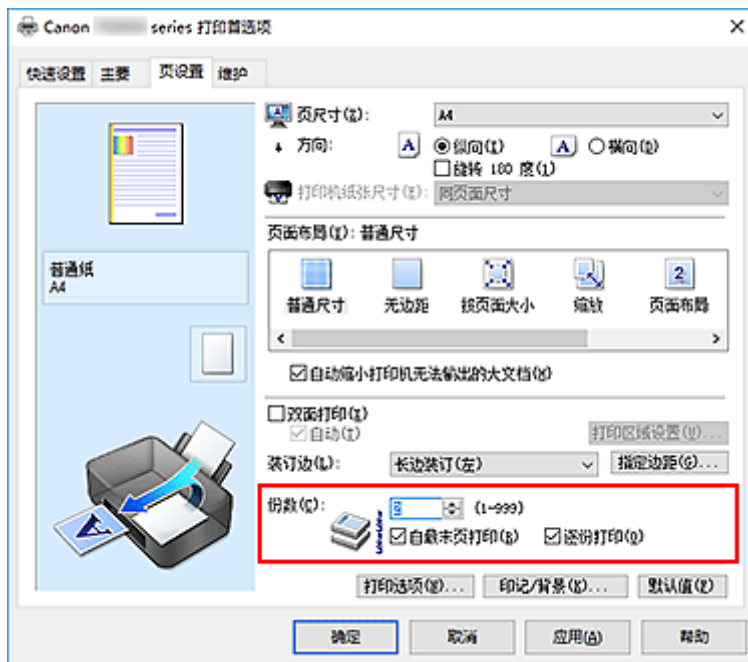 Canon series 打印首选项
快速设置 主要 页设置 维护
页尺寸(Z): A4
方向: A 纵向(I) A 横向(D)
旋转 180 度(1)
打印机纸张尺寸(E): 同页面尺寸
页面布局(Y): 普通尺寸
普通尺寸 无边距 按页面大小 缩放 2 页面布局
普通纸
A4
自动缩小打印机无法输出的大文档(W)
双面打印(X)
自动(T) 打印区域设置(U)...
装订边(L): 长边装订(左) 指定边距(G)...
份数(C): (1-999)
自最末页打印(B) 逐份打印(O)
打印选项(N)... 印记/背景(K)... 默认值(F)
确定 取消 应用(A) 帮助